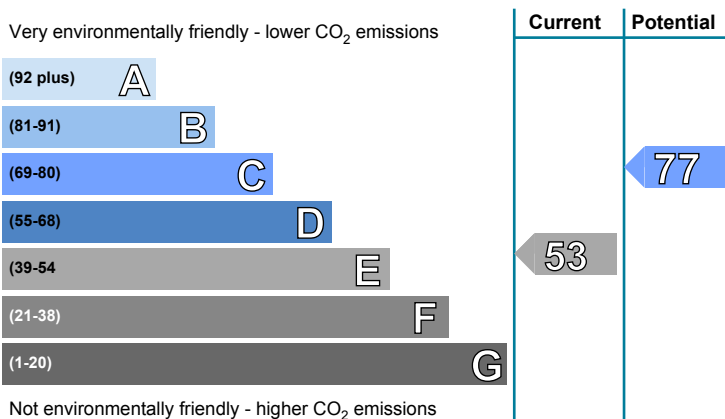 Current Potential
Very environmentally friendly - lower CO2 emissions
(92 plus) A
(81-91) B
(69-80) C
77
(55-68) D
(39-54 E
53
(21-38) F
(1-20) G
Not environmentally friendly - higher CO2 emissions